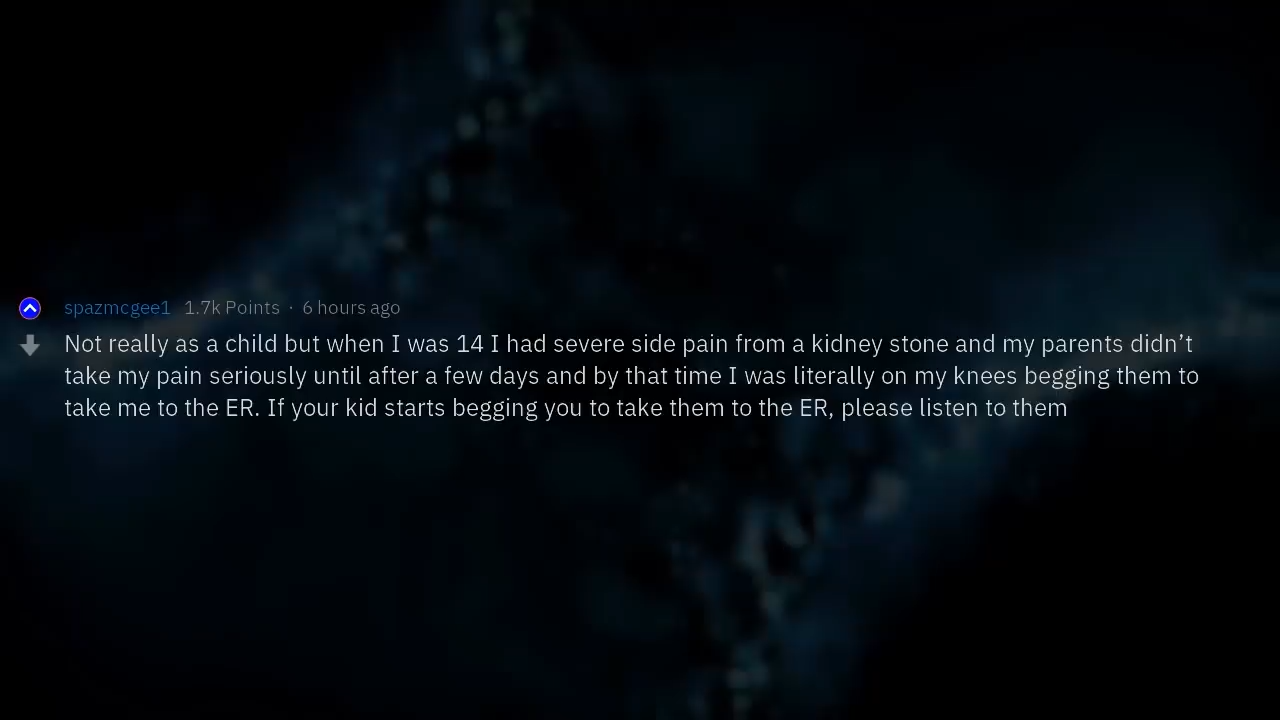 spazmcgee1 1.7k Points · 6 hours ago
Not really as a child but when I was 14 I had severe side pain from a kidney stone and my parents didn’t
take my pain seriously until after a few days and by that time I was literally on my knees begging them to
take me to the ER. If your kid starts begging you to take them to the ER, please listen to them